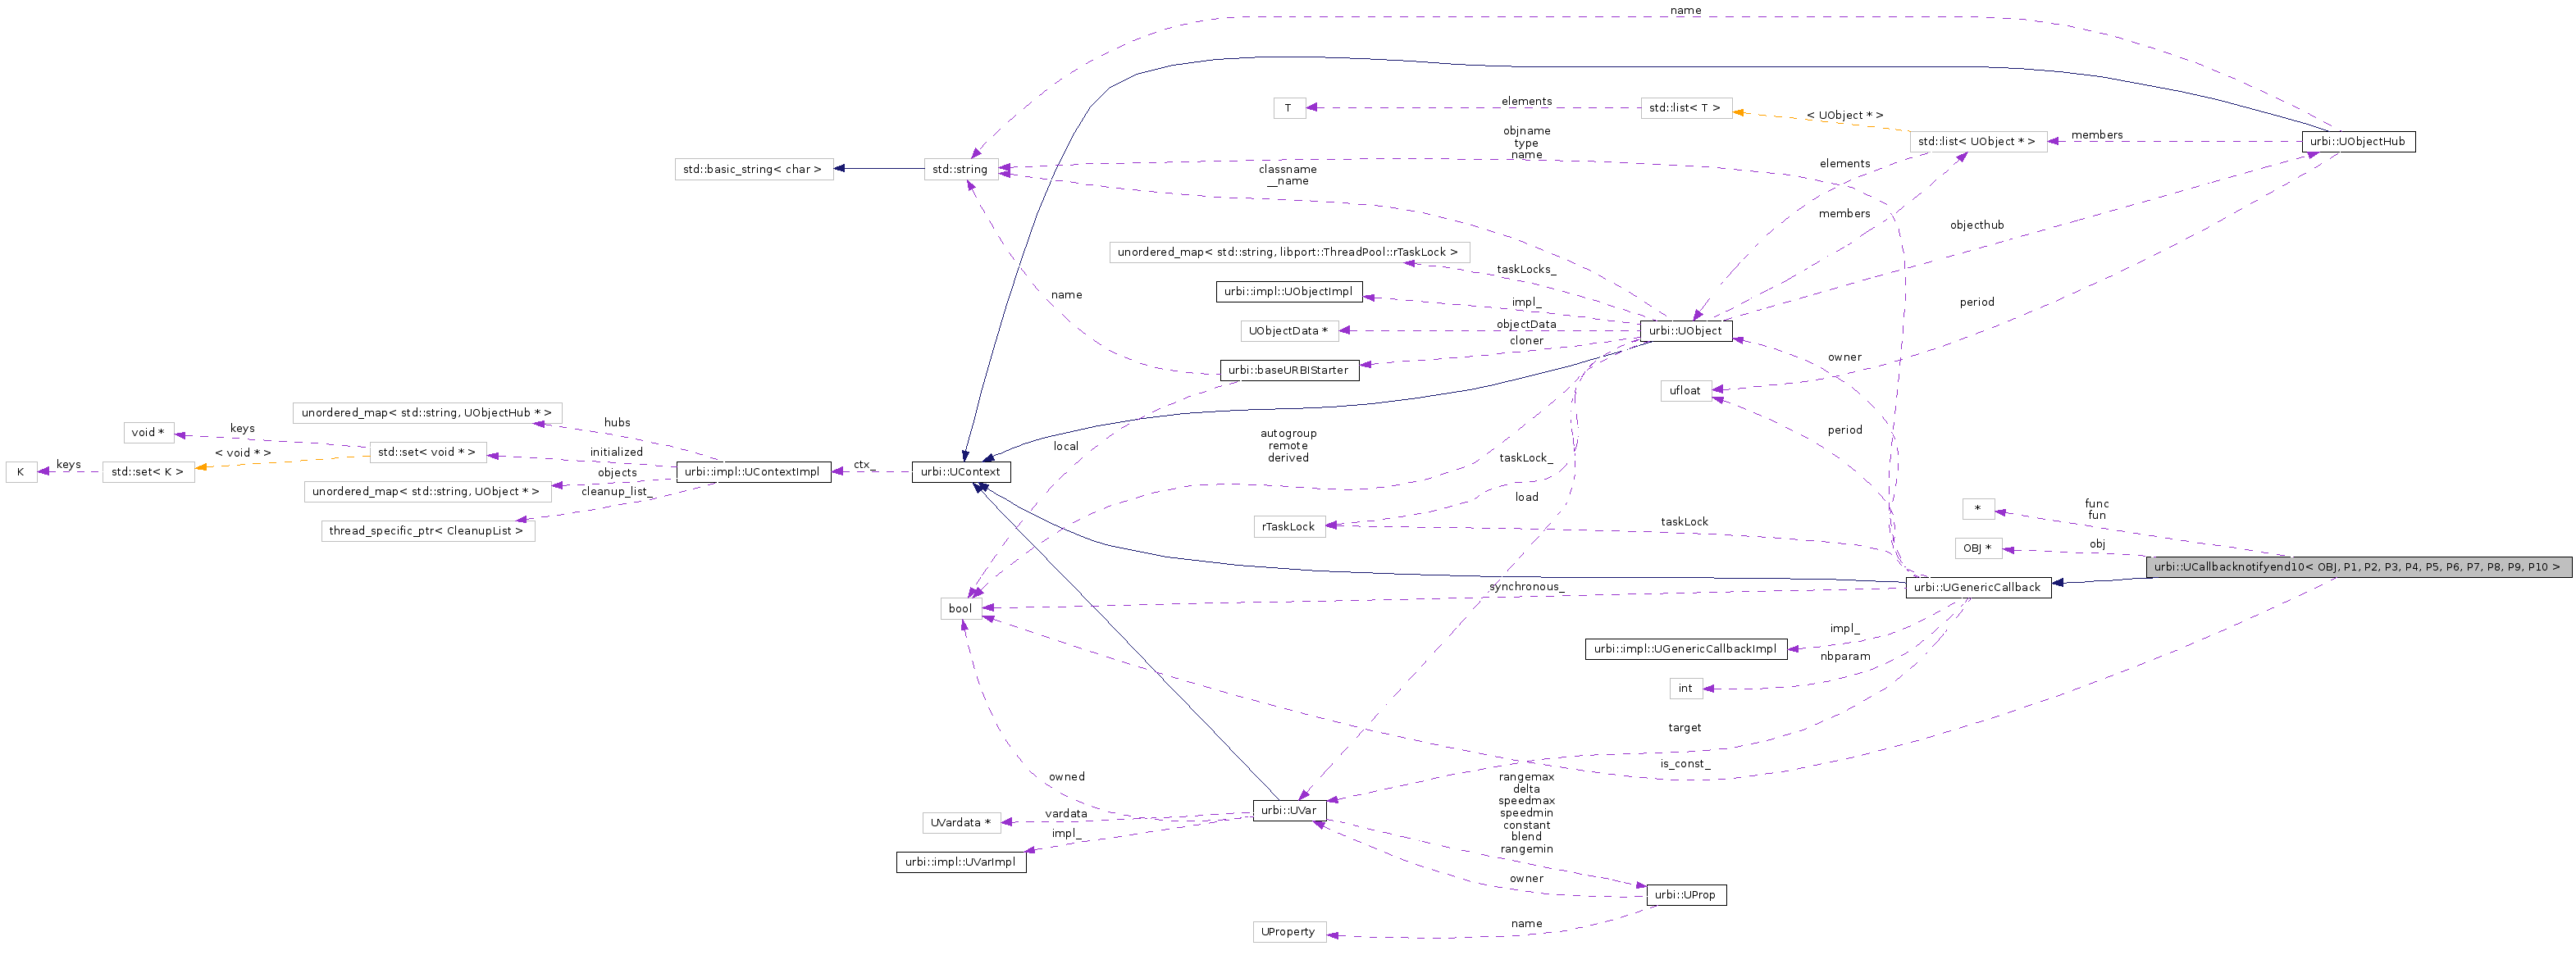 name
T
elements
std::list< T >
< UObject * >
objname
type
name
std::list< UObject * >
members
urbi::UObjectHub
std::basic_string< char >
std::string
classname
__name
elements
members
objecthub
unordered_map< std::string, libport::ThreadPool::rTaskLock >
taskLocks_
urbi::impl::UObjectImpl
name
impl_
period
UObjectData *
objectData
urbi::UObject
cloner
owner
urbi::baseURBIStarter
ufloat
unordered_map< std::string, UObjectHub * >
hubs
void *
keys
period
autogroup
remote
derived
local
std::set< void * >
< void * >
initialized
taskLock_
K
keys
std::set< K >
urbi::impl::UContextImpl
ctx_
urbi::UContext
objects
unordered_map< std::string, UObject * >
cleanup_list_
load
func
fun
*
thread_specific_ptr< CleanupList >
rTaskLock
taskLock
OBJ *
obj
urbi::UCallbacknotifyend10< OBJ, P1, P2, P3, P4, P5, P6, P7, P8, P9, P10 >
synchronous_
urbi::UGenericCallback
bool
impl_
urbi::impl::UGenericCallbackImpl
nbparam
int
target
is_const_
owned
rangemax
delta
speedmax
speedmin
constant
blend
rangemin
urbi::UVar
UVardata *
vardata
impl_
urbi::impl::UVarImpl
owner
urbi::UProp
UProperty
name